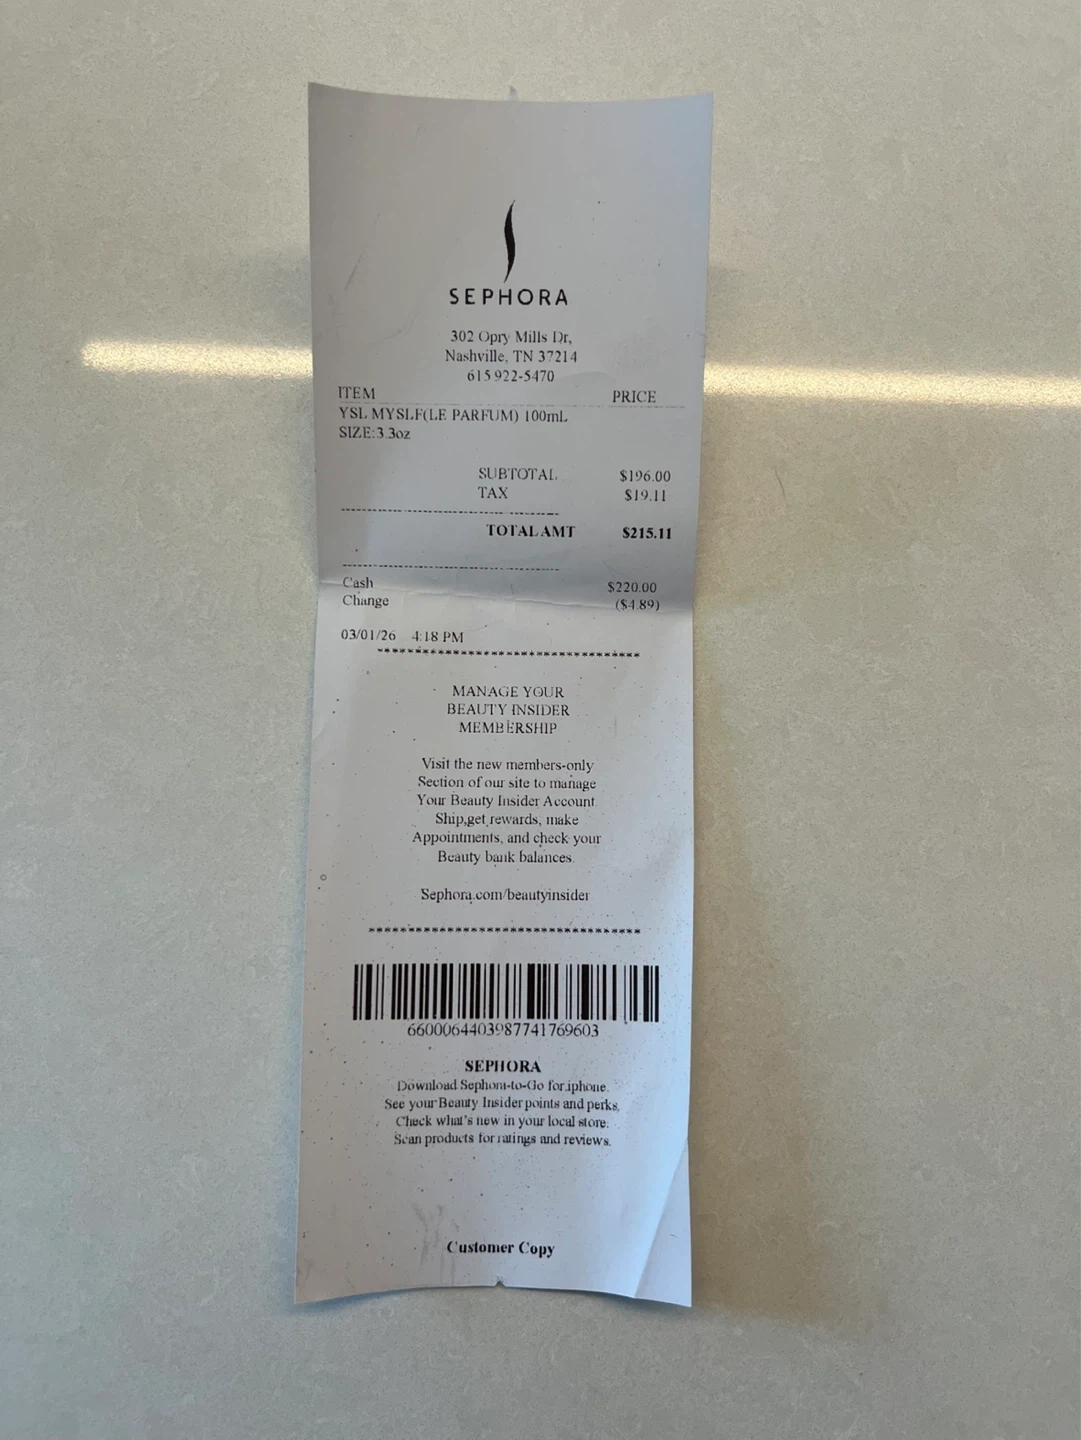 SEPHORA
302 Opry Mills Dr,
Nashville, TN 37214
615 922-5470
ITEM PRICE
YSL MYSLF(LE PARFUM) 100mL
SIZE:3.3oz
SUBTOTAL $196.00
TAX $19.11
TOTAL AMT $215.11
Cash $220.00
Change ($4.89)
03/01/26 4:18 PM
*********************************
MANAGE YOUR
BEAUTY INSIDER
MEMBERSHIP
Visit the new members-only
Section of our site to manage
Your Beauty Insider Account
Ship,get rewards, make
Appointments, and check your
Beauty bank balances.
Sephora.com/beautyinsider
**********************************
6600064403987741769603
SEPHORA
Download Sephora-to-Go for iphone.
See your Beauty Insider points and perks,
Check what's new in your local store.
Scan products for ratings and reviews.
Customer Copy